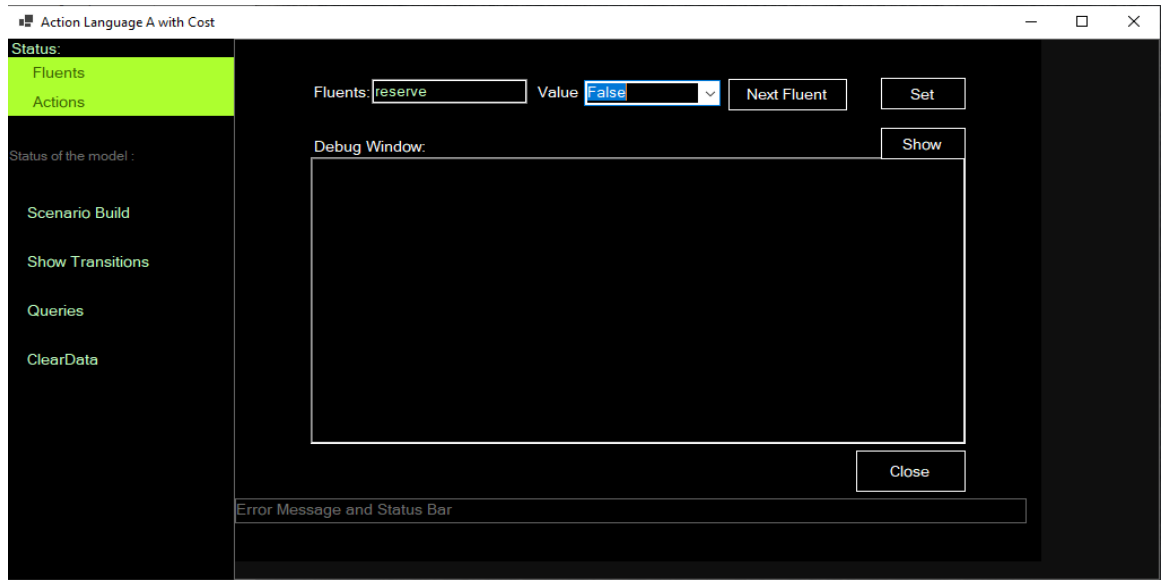 Action Language A with Cost
Status:
Fluents
Actions
Status of the model :
Scenario Build
Show Transitions
Queries
ClearData
Fluents: reserve Value False Next Fluent Set
Debug Window: Show
Close
Error Message and Status Bar